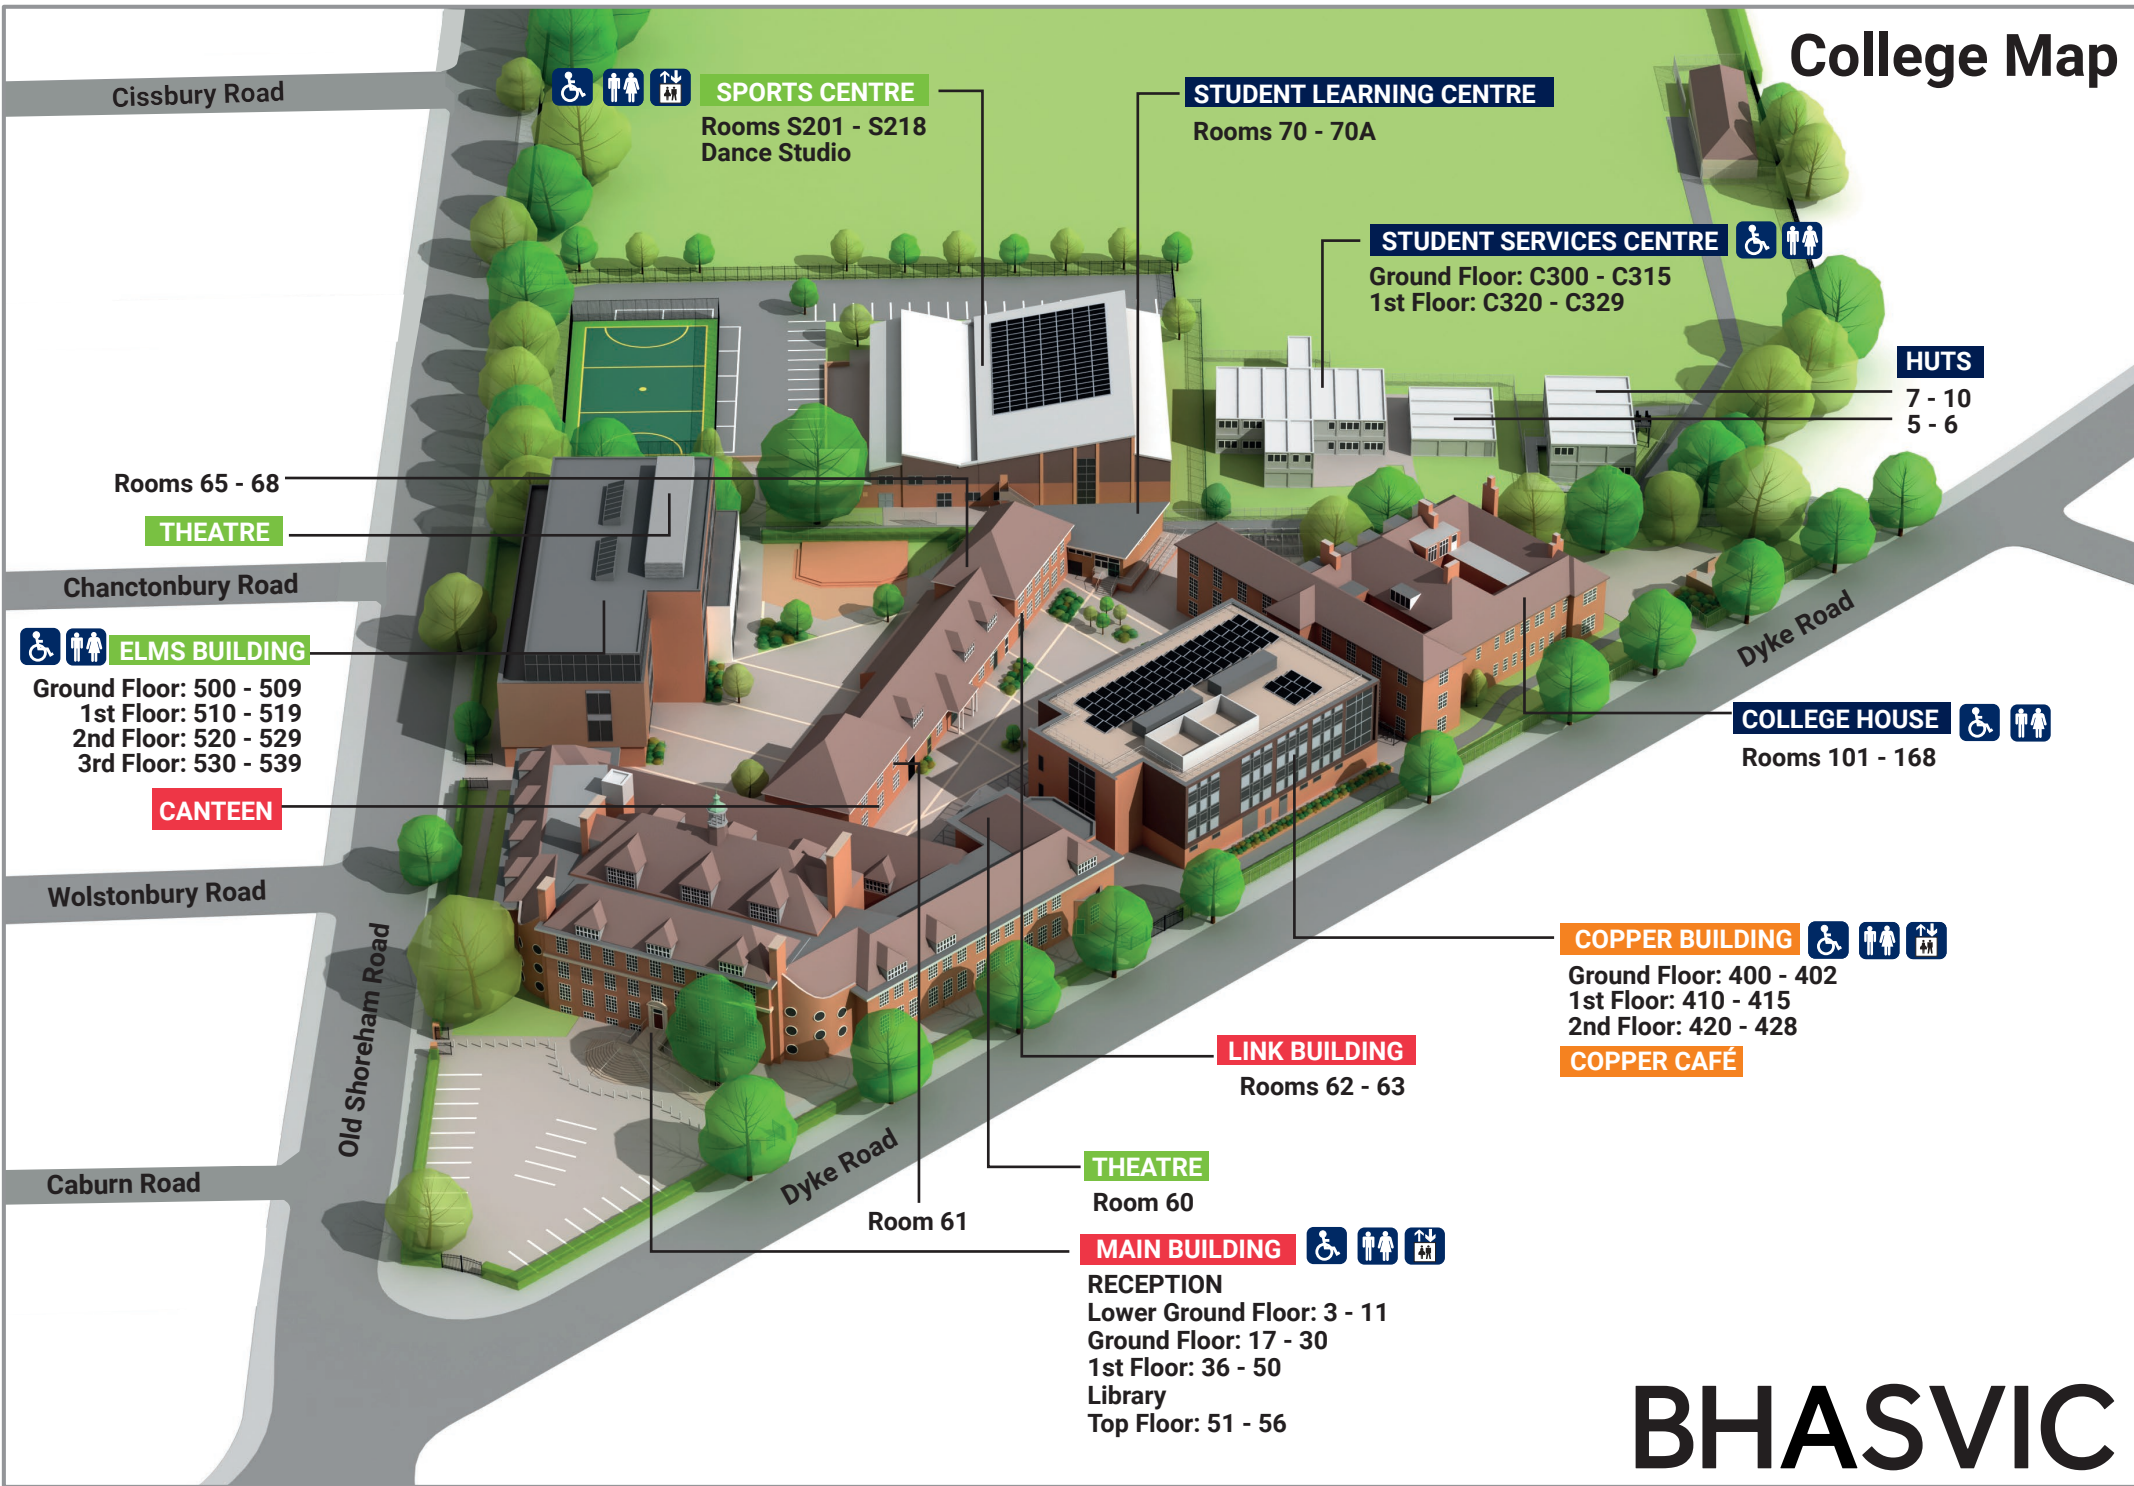 College Map
Cissbury Road
SPORTS CENTRE
Rooms S201 - S218
Dance Studio
STUDENT LEARNING CENTRE
Rooms 70 - 70A
STUDENT SERVICES CENTRE
Ground Floor: C300 - C315
1st Floor: C320 - C329
HUTS
7 - 10
5 - 6
Rooms 65 - 68
THEATRE
Chanctonbury Road
ELMS BUILDING
Ground Floor: 500 - 509
1st Floor: 510 - 519
2nd Floor: 520 - 529
3rd Floor: 530 - 539
CANTEEN
Dyke Road
COLLEGE HOUSE
Rooms 101 - 168
Wolstonbury Road
Old Shoreham Road
COPPER BUILDING
Ground Floor: 400 - 402
1st Floor: 410 - 415
2nd Floor: 420 - 428
COPPER CAFÉ
LINK BUILDING
Rooms 62 - 63
Caburn Road
Dyke Road
THEATRE
Room 60
Room 61
MAIN BUILDING
RECEPTION
Lower Ground Floor: 3 - 11
Ground Floor: 17 - 30
1st Floor: 36 - 50
Library
Top Floor: 51 - 56
BHASVIC